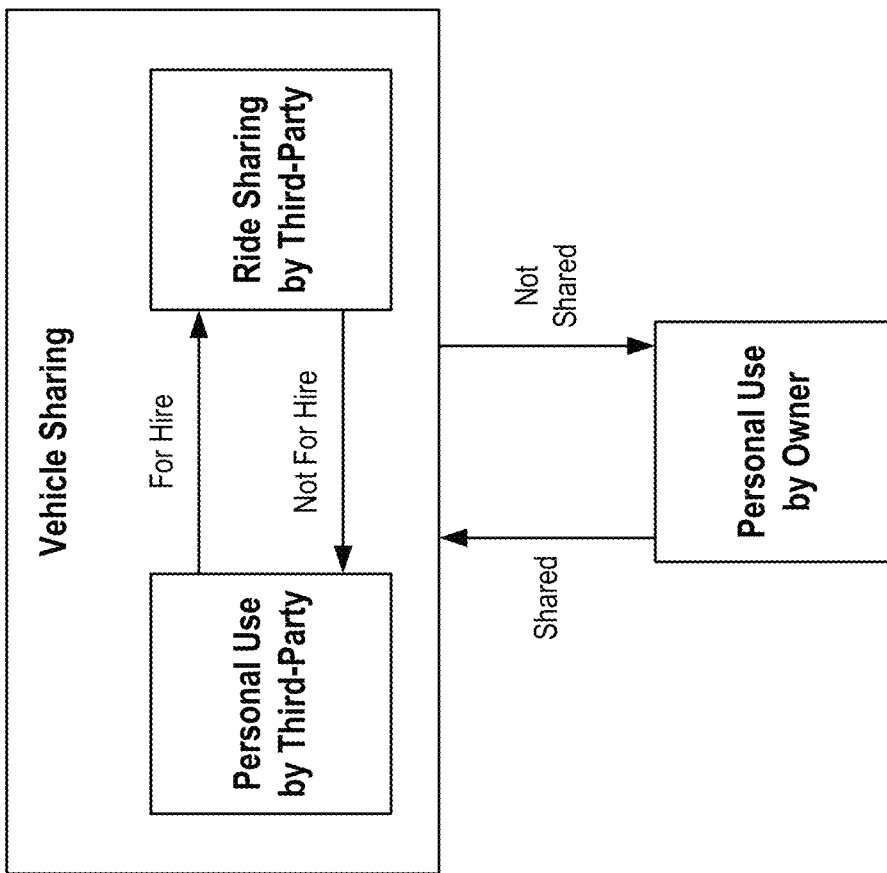 Vehicle Sharing
Personal Use
by Third-Party
For Hire
Not For Hire
Ride Sharing
by Third-Party
Shared
Not
Shared
Personal Use
by Owner